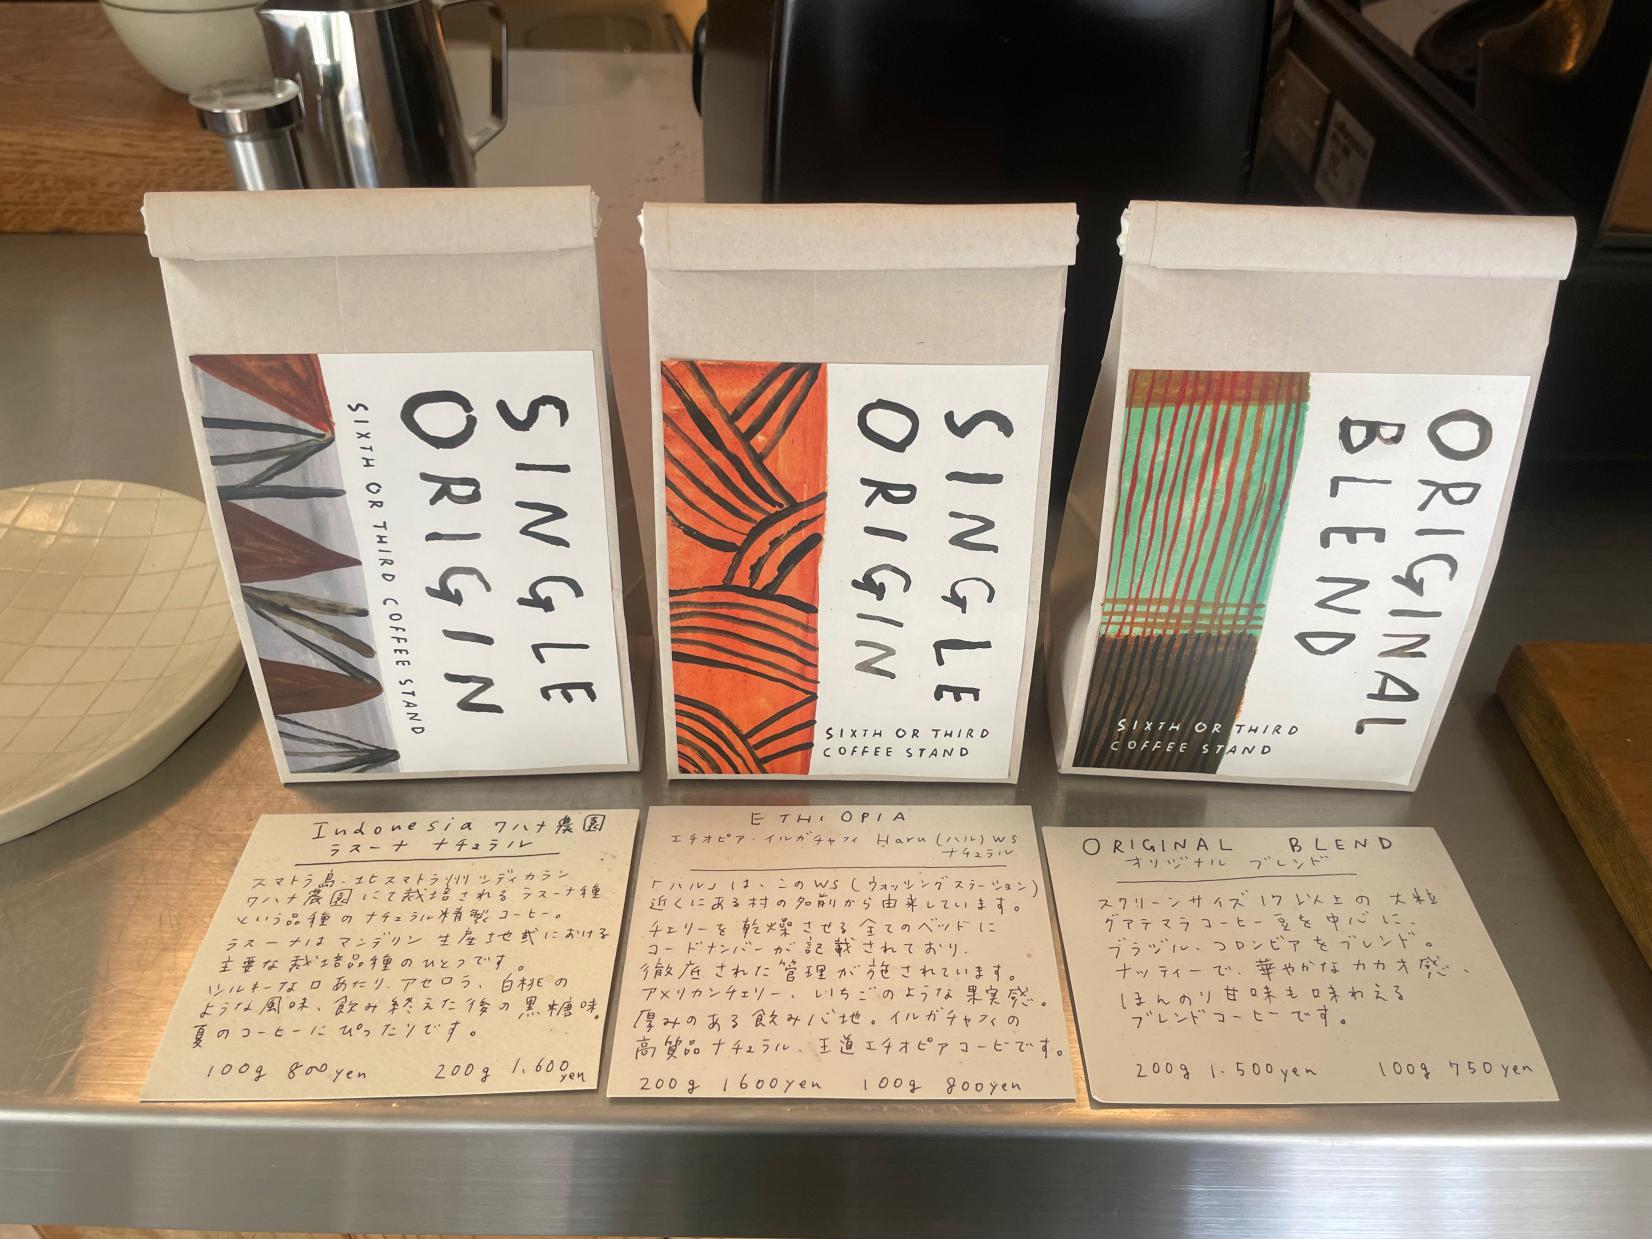 SINGLE
ORIGIN
SIXTH OR THIRD COFFEE STAND
SINGLE
ORIGIN
SIXTH OR THIRD
COFFEE STAND
ORIGINAL
BLEND
SIXTH OR THIRD
COFFEE STAND
Indonesia ワハナ農園
ラスーナ ナチュラル
スマトラ島・北スマトラ州シディカラン
ワハナ農園にて栽培されるラスーナ種
という品種のナチュラル精製コーヒー。
ラスーナはマンデリン生産地域における
主要な栽培品種のひとつです。
シルキーな口あたり、アセロラ、白桃の
ような風味、飲み終えた後の黒糖味。
夏のコーヒーにぴったりです。
100g 800yen 200g 1,600yen
ETHIOPIA
エチオピア・イルガチャフィ Haru (ハル) WS
ナチュラル
「ハル」は、このWS (ウォッシングステーション)
近くにある村の名前から由来しています。
チェリーを乾燥させる全てのベッドに
コードナンバーが記載されており、
徹底された管理が施されています。
アメリカンチェリー、いちごのような果実感。
厚みのある飲み心地。イルガチャフィの
高質品ナチュラル、王道エチオピアコーヒーです。
200g 1600yen 100g 800yen
ORIGINAL BLEND
オリジナル ブレンド
スクリーンサイズ17以上の大粒
グアテマラコーヒー豆を中心に、
ブラジル、コロンビアをブレンド。
ナッティーで、華やかなカカオ感、
ほんのり甘味も味わえる
ブレンドコーヒーです。
200g 1,500yen 100g 750yen